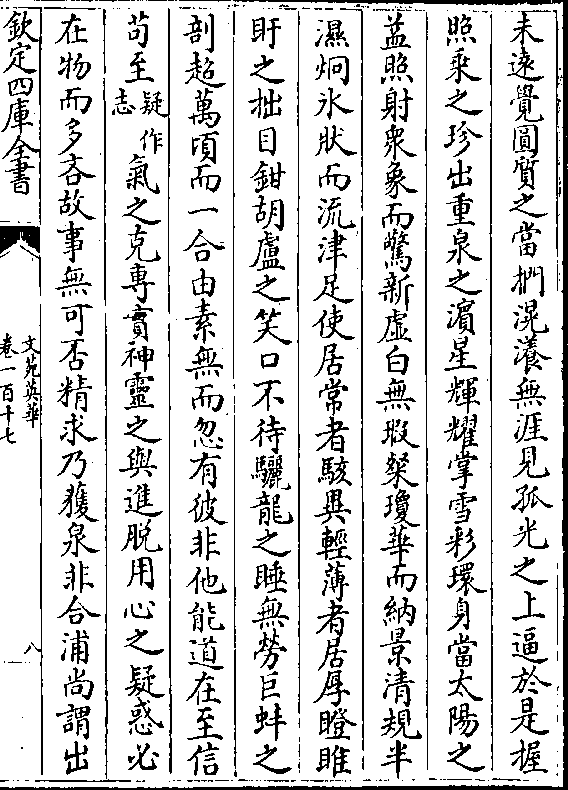 未遠覺圓質之當捫滉瀁無涯見孤光之上逼於是握
照乘之珍出重泉之濵星輝耀掌雪彩環身當太陽之
益照射衆象而驚新虚白無瑕粲瓊華而納景清規半
濕炯氷狀而流津足使居常者駭異輕薄者居厚瞪睢
盱之拙目鉗胡盧之笑口不待驪龍之睡無勞巨蚌之
剖超萬頃而一合由素無而忽有彼非他能道在至信
苟至疑作志氣之克專實神靈之與進脱用心之疑惑必
在物而多吝故事無可否精求乃獲泉非合浦尚謂出
欽定四庫全書
文苑英華
卷一百十七
八